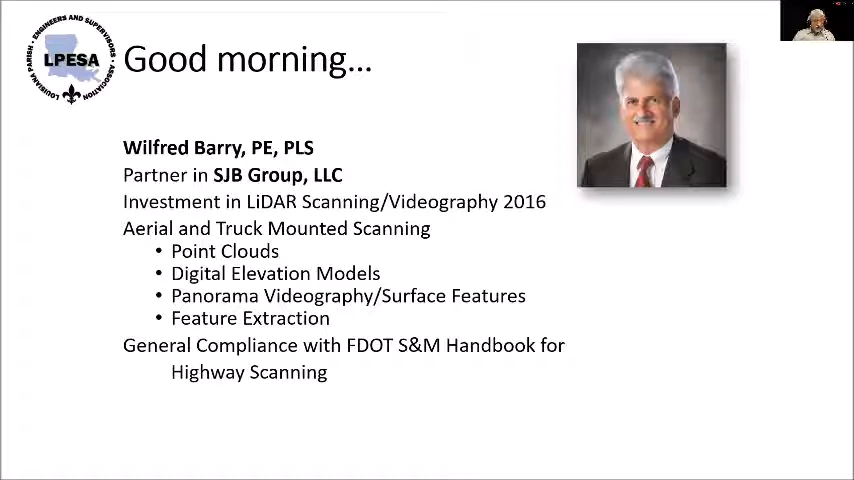 LOUISIANA PARISH • ENGINEERS AND SUPERVISORS • ASSOCIATION
LPESA
Good morning...
Wilfred Barry, PE, PLS
Partner in SJB Group, LLC
Investment in LiDAR Scanning/Videography 2016
Aerial and Truck Mounted Scanning
• Point Clouds
• Digital Elevation Models
• Panorama Videography/Surface Features
• Feature Extraction
General Compliance with FDOT S&M Handbook for
Highway Scanning